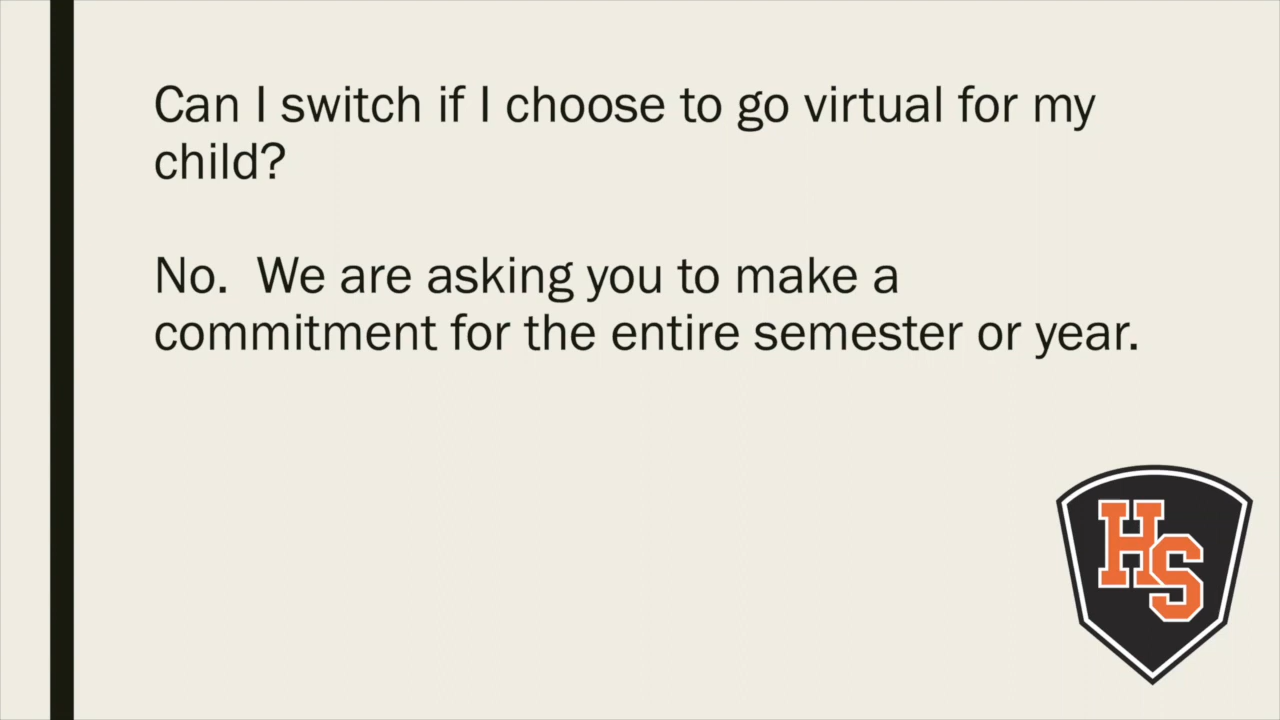 Can I switch if I choose to go virtual for my
child?
No.  We are asking you to make a
commitment for the entire semester or year.
HS